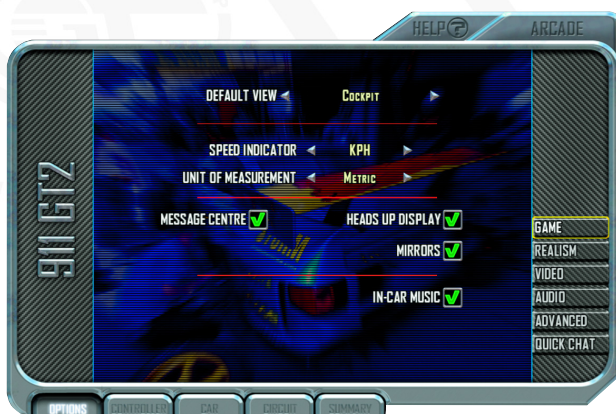 HELP?
ARCADE
DEFAULT VIEW COCKPIT
SPEED INDICATOR KPH
UNIT OF MEASUREMENT METRIC
MESSAGE CENTRE HEADS UP DISPLAY
MIRRORS
IN-CAR MUSIC
911 GT2
GAME
REALISM
VIDEO
AUDIO
ADVANCED
QUICK CHAT
OPTIONS CONTROLLER CAR CIRCUIT SUMMARY